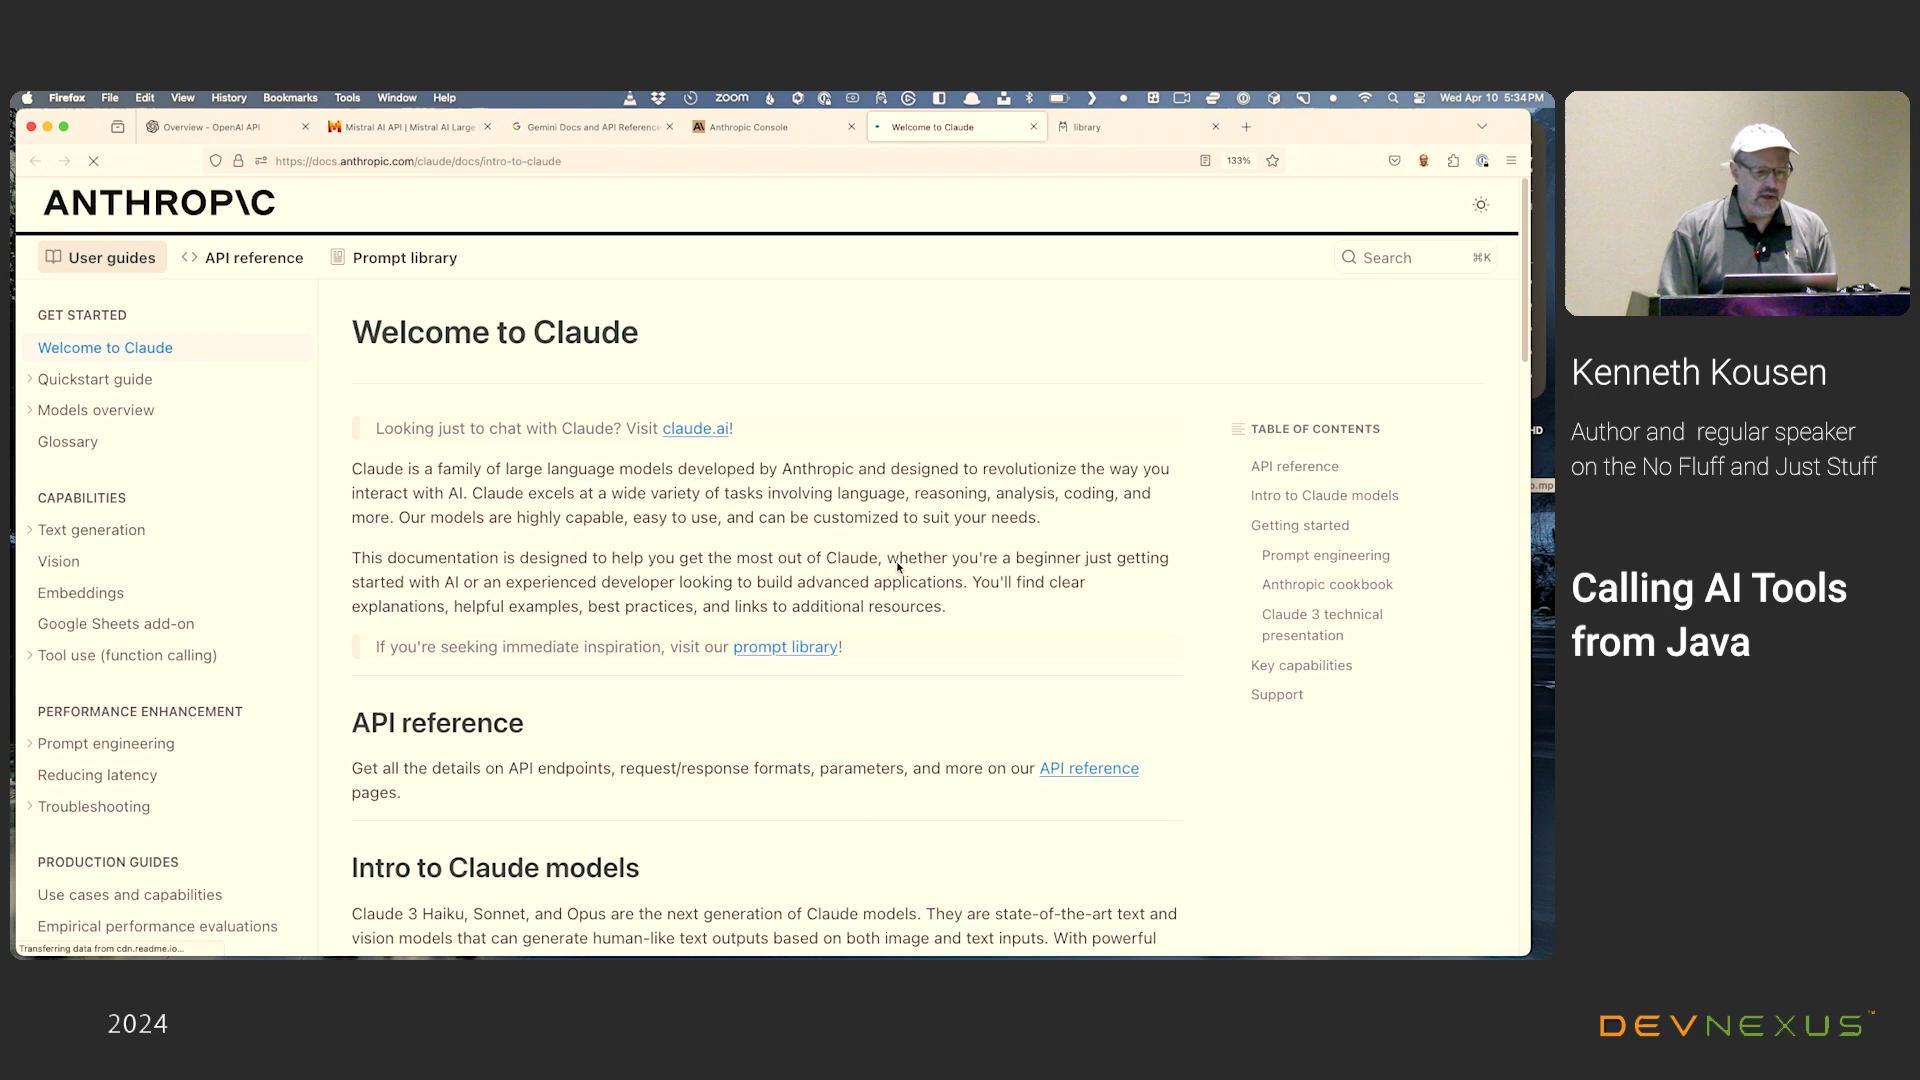 Firefox File Edit View History Bookmarks Tools Window Help
zoom
Wed Apr 10 5:34PM
Overview - OpenAI API
Mistral AI API | Mistral AI Large
Gemini Docs and API Reference
Anthropic Console
Welcome to Claude
library
https://docs.anthropic.com/claude/docs/intro-to-claude
133%
ANTHROP\C
User guides
API reference
Prompt library
Search
⌘K
GET STARTED
Welcome to Claude
Quickstart guide
Models overview
Glossary
CAPABILITIES
Text generation
Vision
Embeddings
Google Sheets add-on
Tool use (function calling)
PERFORMANCE ENHANCEMENT
Prompt engineering
Reducing latency
Troubleshooting
PRODUCTION GUIDES
Use cases and capabilities
Empirical performance evaluations
Transferring data from cdn.readme.io...
Welcome to Claude
Looking just to chat with Claude? Visit claude.ai!
Claude is a family of large language models developed by Anthropic and designed to revolutionize the way you
interact with AI. Claude excels at a wide variety of tasks involving language, reasoning, analysis, coding, and
more. Our models are highly capable, easy to use, and can be customized to suit your needs.
This documentation is designed to help you get the most out of Claude, whether you're a beginner just getting
started with AI or an experienced developer looking to build advanced applications. You'll find clear
explanations, helpful examples, best practices, and links to additional resources.
If you're seeking immediate inspiration, visit our prompt library!
API reference
Get all the details on API endpoints, request/response formats, parameters, and more on our API reference
pages.
Intro to Claude models
Claude 3 Haiku, Sonnet, and Opus are the next generation of Claude models. They are state-of-the-art text and
vision models that can generate human-like text outputs based on both image and text inputs. With powerful
TABLE OF CONTENTS
API reference
Intro to Claude models
Getting started
Prompt engineering
Anthropic cookbook
Claude 3 technical
presentation
Key capabilities
Support
HD
o.mp
Kenneth Kousen
Author and regular speaker
on the No Fluff and Just Stuff
Calling AI Tools
from Java
2024
DEVNEXUS™